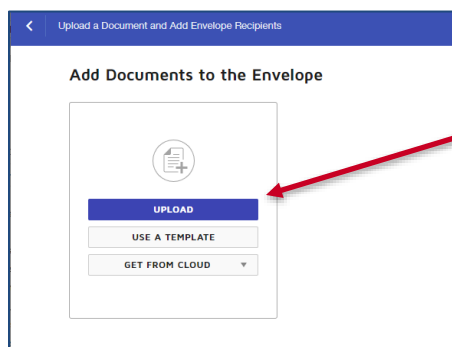 Upload a Document and Add Envelope Recipients
Add Documents to the Envelope
UPLOAD
USE A TEMPLATE
GET FROM CLOUD